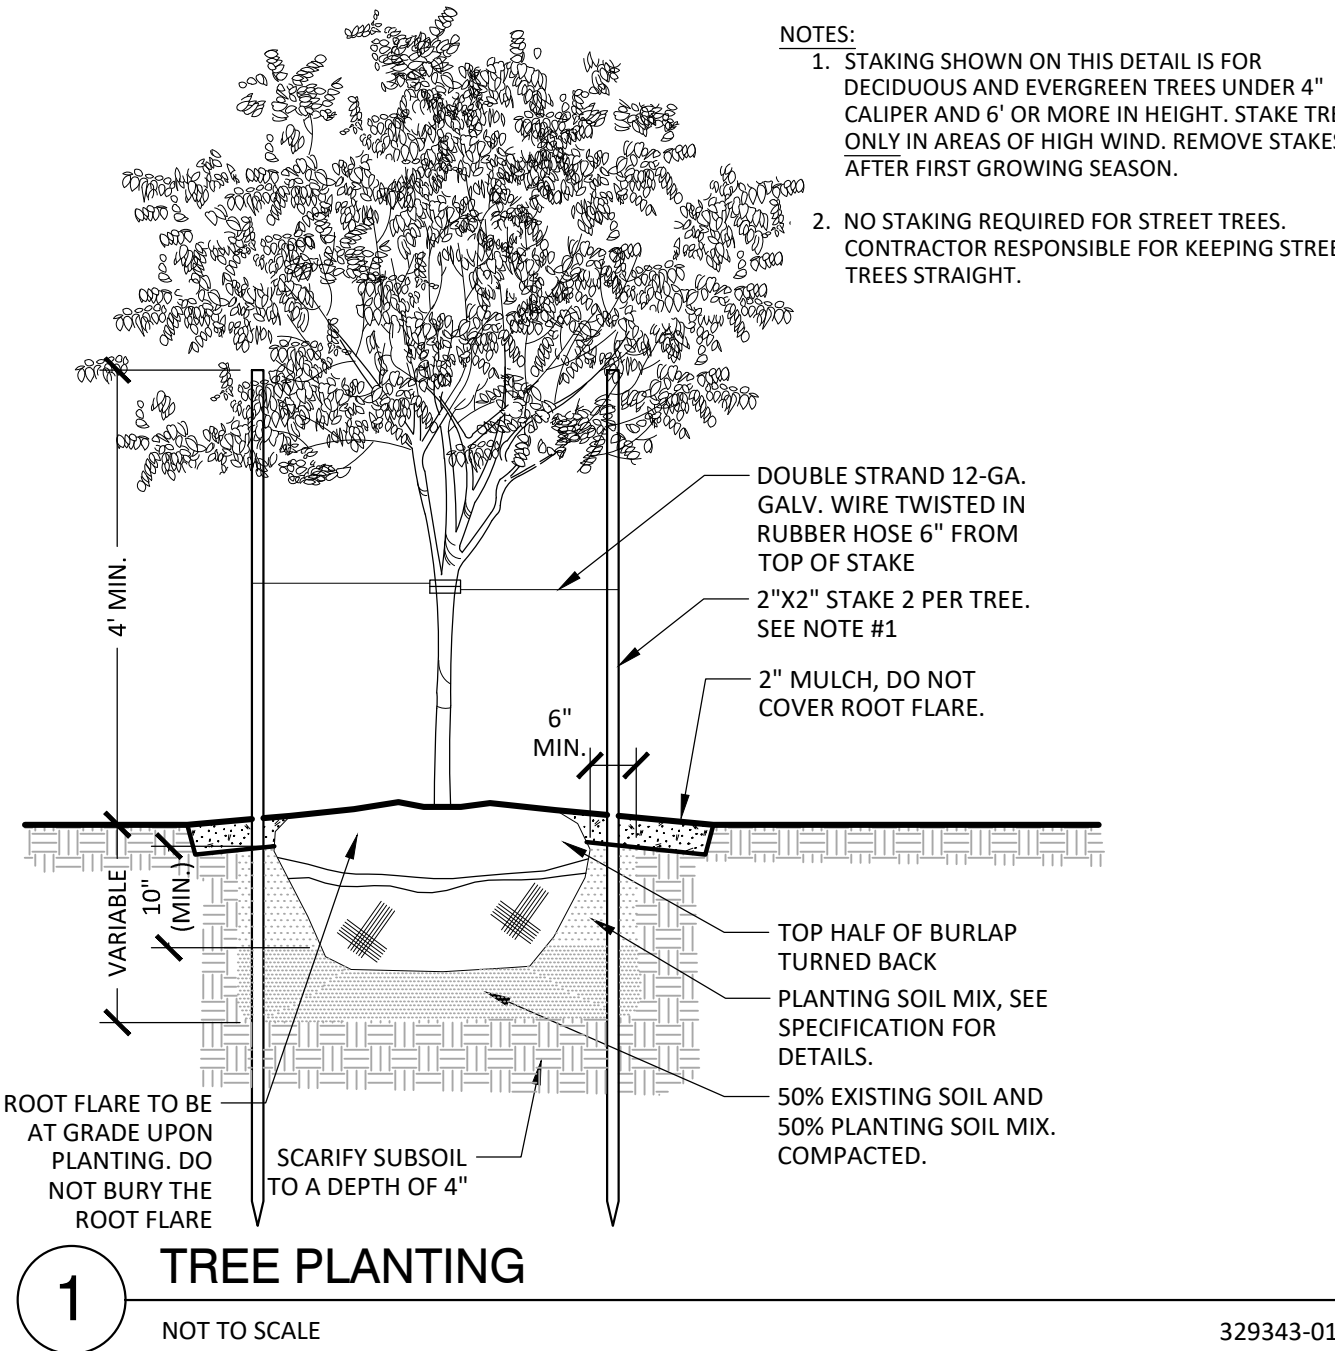 NOTES:
1. STAKING SHOWN ON THIS DETAIL IS FOR
DECIDUOUS AND EVERGREEN TREES UNDER 4"
CALIPER AND 6' OR MORE IN HEIGHT. STAKE
ONLY IN AREAS OF HIGH WIND. REMOVE
AFTER FIRST GROWING SEASON.
2. NO STAKING REQUIRED FOR STREET TREES.
CONTRACTOR RESPONSIBLE FOR KEEPING
TREES STRAIGHT.
DOUBLE STRAND 12-GA.
GALV. WIRE TWISTED IN
RUBBER HOSE 6" FROM
TOP OF STAKE
4' MIN.
2"X2" STAKE 2 PER TREE.
SEE NOTE #1
2" MULCH, DO NOT
COVER ROOT FLARE.
6"
MIN.
VARIABLE
10"
(MIN.)
TOP HALF OF BURLAP
TURNED BACK
PLANTING SOIL MIX, SEE
SPECIFICATION FOR
DETAILS.
50% EXISTING SOIL AND
50% PLANTING SOIL MIX.
COMPACTED.
ROOT FLARE TO BE
AT GRADE UPON
PLANTING. DO
NOT BURY THE
ROOT FLARE
SCARIFY SUBSOIL
TO A DEPTH OF 4"
1
TREE PLANTING
NOT TO SCALE
329343-01